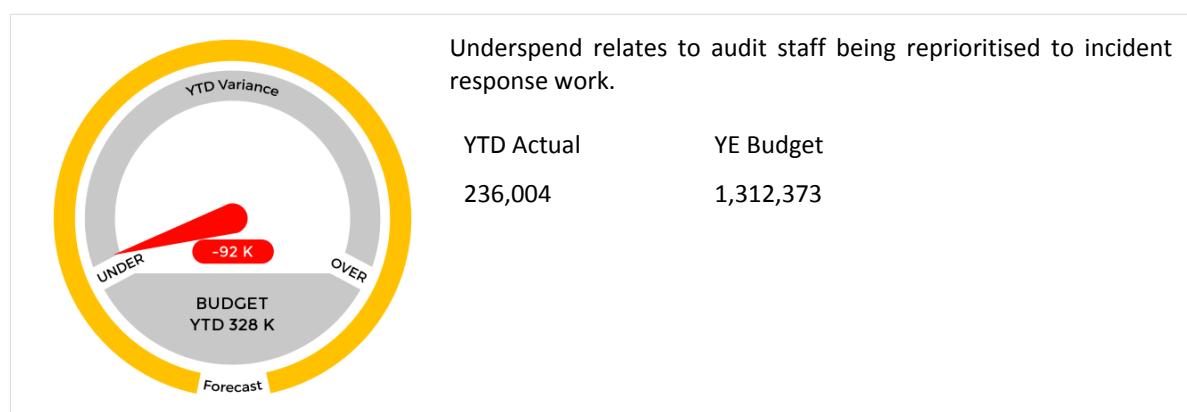 Underspend relates to audit staff being reprioritised to incident
response work.
YTD Actual YE Budget
236,004 1,312,373
YTD Variance
-92 K
UNDER
OVER
BUDGET
YTD 328 K
Forecast